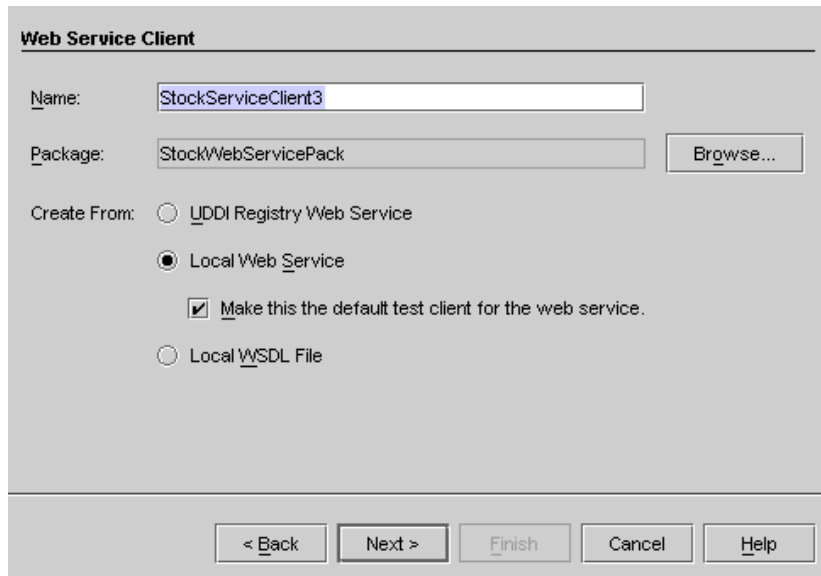 Web Service Client
Name: StockServiceClient3
Package: StockWebServicePack Browse...
Create From: UDDI Registry Web Service
Local Web Service
Make this the default test client for the web service.
Local WSDL File
< Back Next > Finish Cancel Help